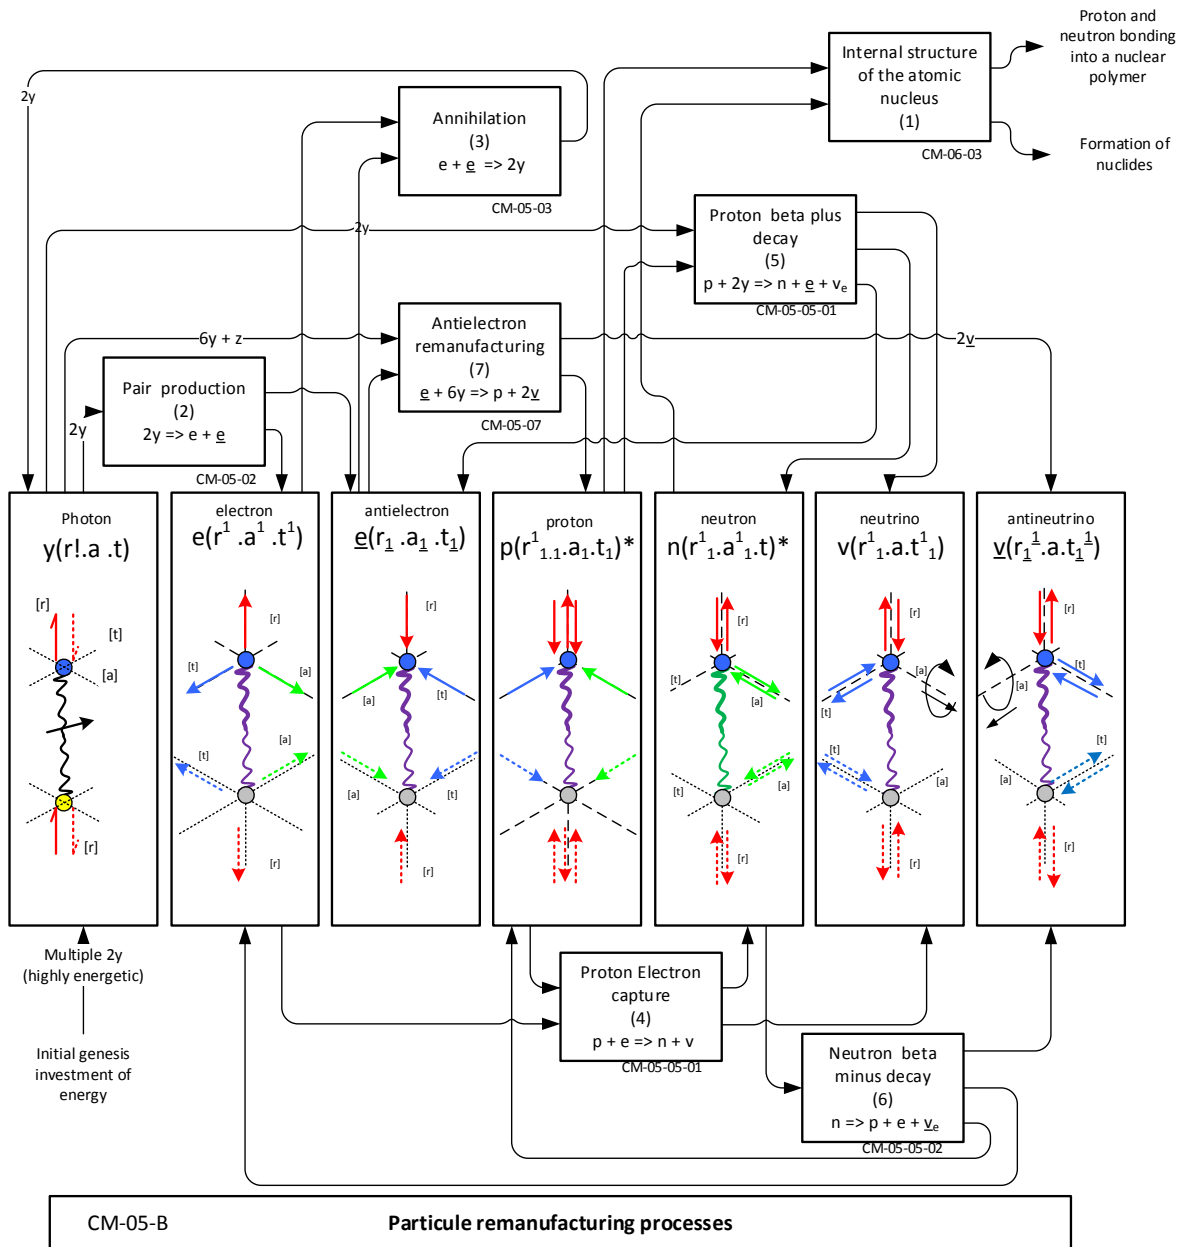 Proton and
neutron bonding
into a nuclear
polymer
Internal structure
of the atomic
nucleus
(1)
CM-06-03
Formation of
nuclides
2y
Annihilation
(3)
e + e => 2y
CM-05-03
2y
Proton beta plus
decay
(5)
p + 2y => n + e + vₑ
CM-05-05-01
6y + z
Antielectron
remanufacturing
(7)
e + 6y => p + 2v
CM-05-07
2v
2y
Pair production
(2)
2y => e + e
CM-05-02
Photon
y(r!.a .t)
[r]
[t]
[a]
[r]
electron
e(r¹ .a¹ .t¹)
[r]
[t]
[a]
[t]
[a]
[r]
antielectron
e(r₁ .a₁ .t₁)
[r]
[a]
[t]
[a]
[t]
[r]
proton
p(r¹₁.₁.a₁.t₁)*
neutron
n(r¹₁.a¹₁.t)*
[r]
[t]
[a]
[t]
[a]
[r]
neutrino
v(r¹₁.a.t¹₁)
[r]
[a]
[t]
[t]
[a]
[r]
antineutrino
v(r₁¹.a.t₁¹)
[r]
[t]
[a]
[t]
[a]
[r]
Multiple 2y
(highly energetic)
Initial genesis
investment of
energy
Proton Electron
capture
(4)
p + e => n + v
CM-05-05-01
Neutron beta
minus decay
(6)
n => p + e + vₑ
CM-05-05-02
CM-05-B
Particule remanufacturing processes